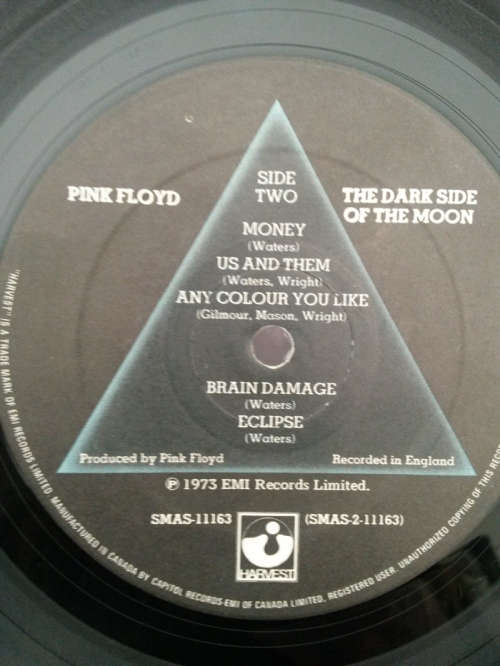 SIDE
TWO
PINK FLOYD
THE DARK SIDE
OF THE MOON
MONEY
(Waters)
US AND THEM
(Waters, Wright)
ANY COLOUR YOU LIKE
(Gilmour, Mason, Wright)
BRAIN DAMAGE
(Waters)
ECLIPSE
(Waters)
Produced by Pink Floyd
Recorded in England
℗ 1973 EMI Records Limited.
SMAS-11163
(SMAS-2-11163)
HARVEST
"HARVEST" IS A TRADE MARK OF EMI RECORDS LIMITED MANUFACTURED IN CANADA BY CAPITOL RECORDS-EMI OF CANADA LIMITED, REGISTERED USER. UNAUTHORIZED COPYING OF THIS